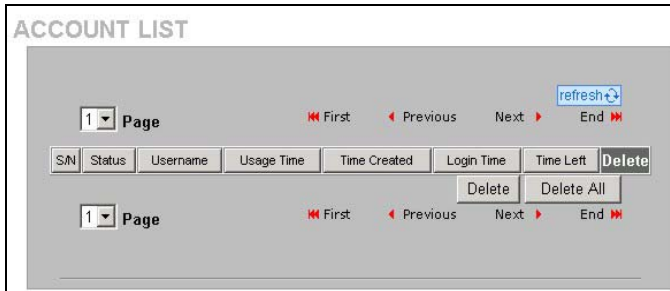 ACCOUNT LIST
refresh
1 Page First Previous Next End
S/N Status Username Usage Time Time Created Login Time Time Left Delete
Delete Delete All
1 Page First Previous Next End